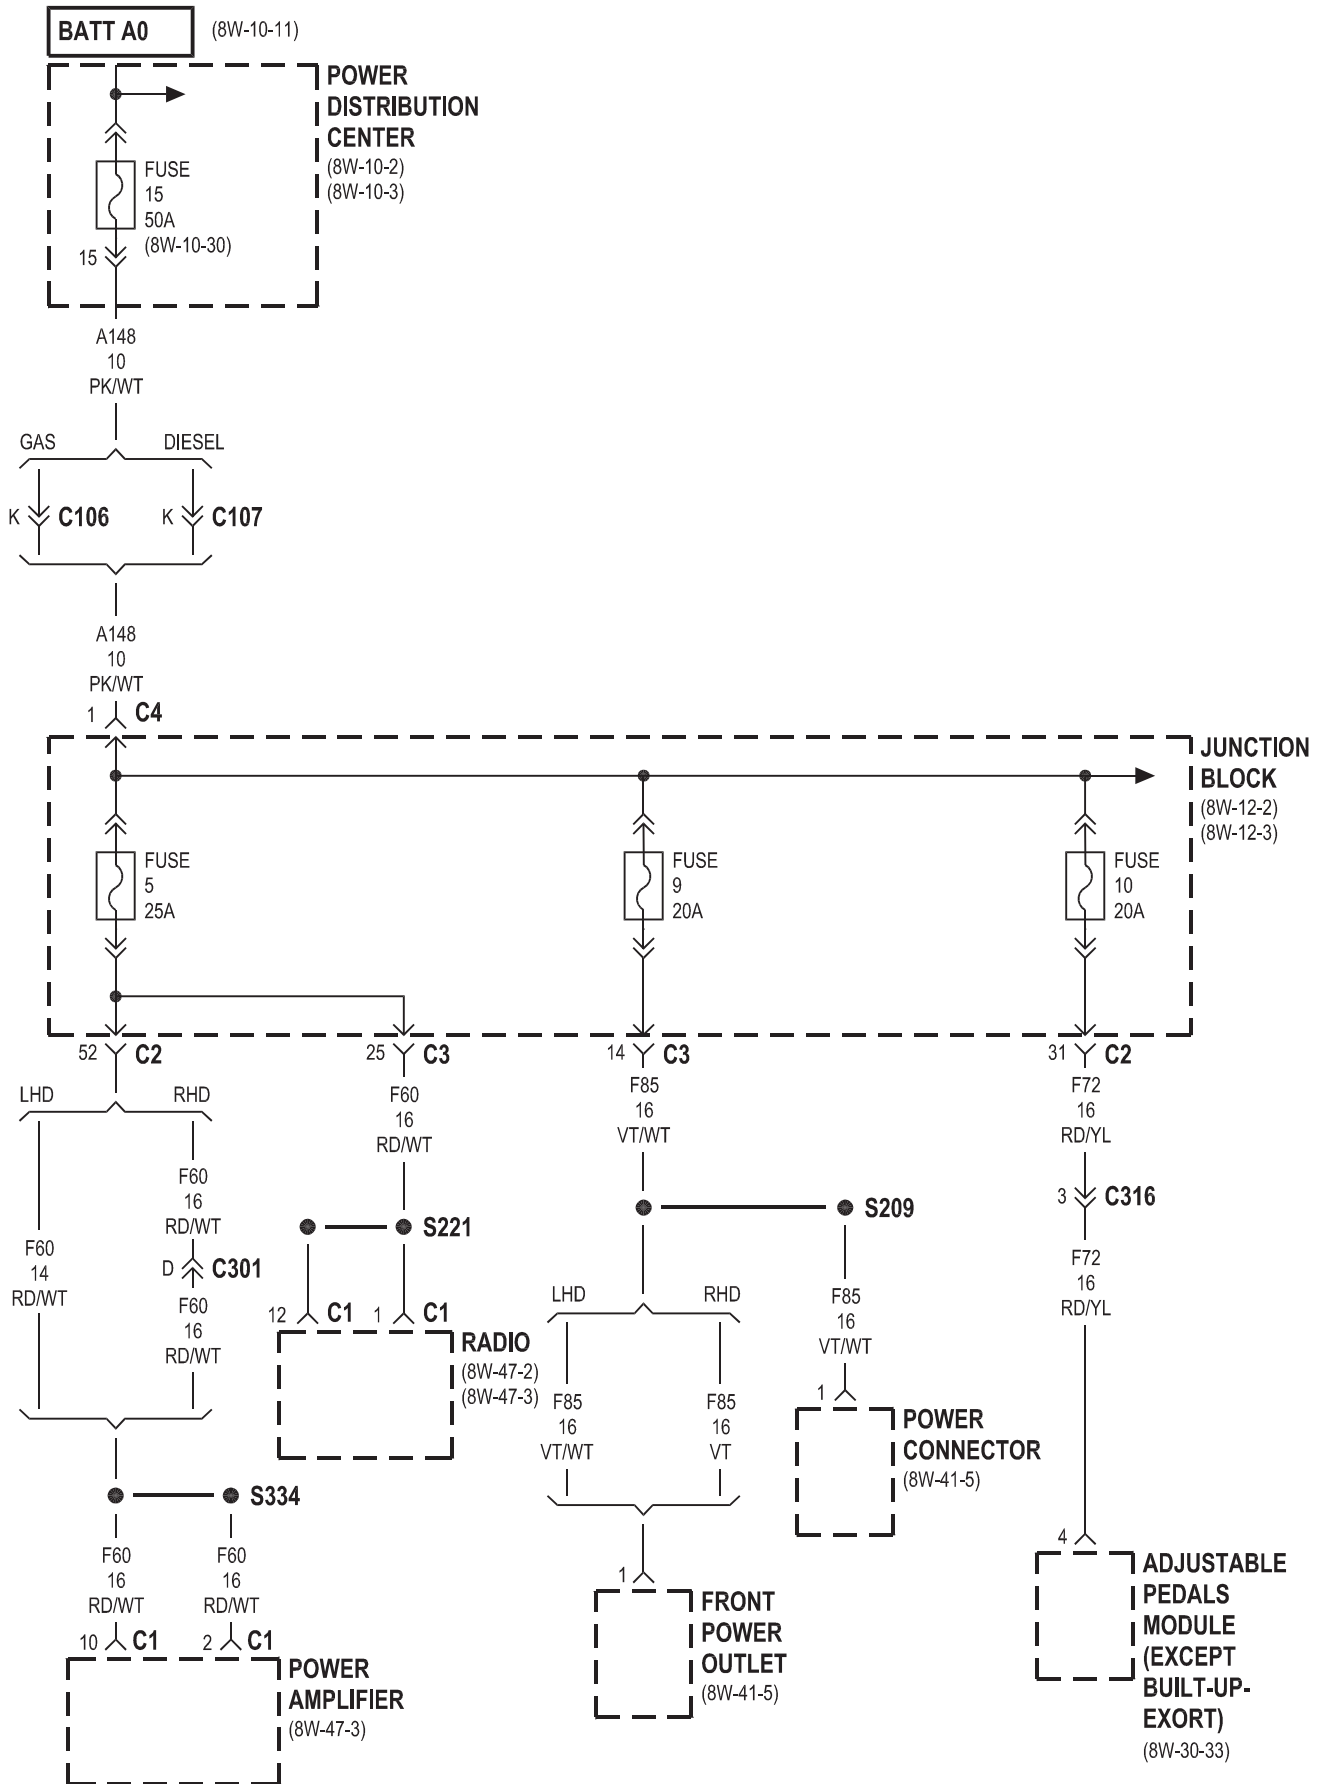 BATT A0 (8W-10-11)
POWER
DISTRIBUTION
CENTER
(8W-10-2)
(8W-10-3)
FUSE
15
50A
(8W-10-30)
15
A148
10
PK/WT
GAS DIESEL
K C106 K C107
A148
10
PK/WT
1 C4
JUNCTION
BLOCK
(8W-12-2)
(8W-12-3)
FUSE
5
25A
FUSE
9
20A
FUSE
10
20A
52 C2 25 C3 14 C3 31 C2
LHD RHD
F60
14
RD/WT
F60
16
RD/WT
D C301
F60
16
RD/WT
S334
F60
16
RD/WT
F60
16
RD/WT
10 C1 2 C1
POWER
AMPLIFIER
(8W-47-3)
F60
16
RD/WT
S221
12 C1 1 C1
RADIO
(8W-47-2)
(8W-47-3)
F85
16
VT/WT
S209
LHD RHD
F85
16
VT/WT
F85
16
VT
1
FRONT
POWER
OUTLET
(8W-41-5)
F85
16
VT/WT
1
POWER
CONNECTOR
(8W-41-5)
F72
16
RD/YL
3 C316
F72
16
RD/YL
4
ADJUSTABLE
PEDALS
MODULE
(EXCEPT
BUILT-UP-
EXORT)
(8W-30-33)